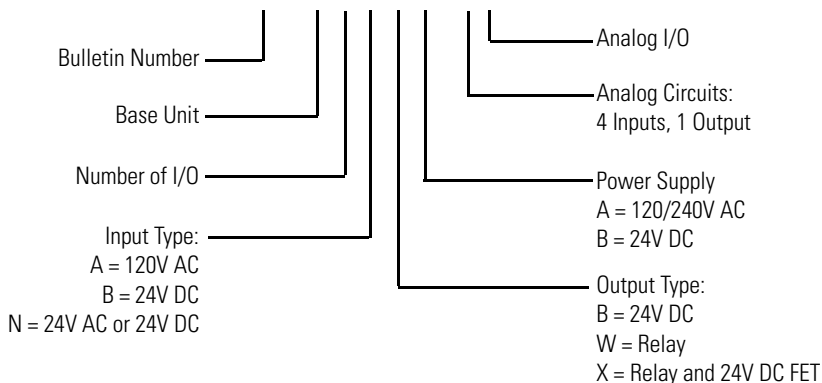 Bulletin Number
Base Unit
Number of I/O
Input Type:
A = 120V AC
B = 24V DC
N = 24V AC or 24V DC
Analog I/O
Analog Circuits:
4 Inputs, 1 Output
Power Supply
A = 120/240V AC
B = 24V DC
Output Type:
B = 24V DC
W = Relay
X = Relay and 24V DC FET